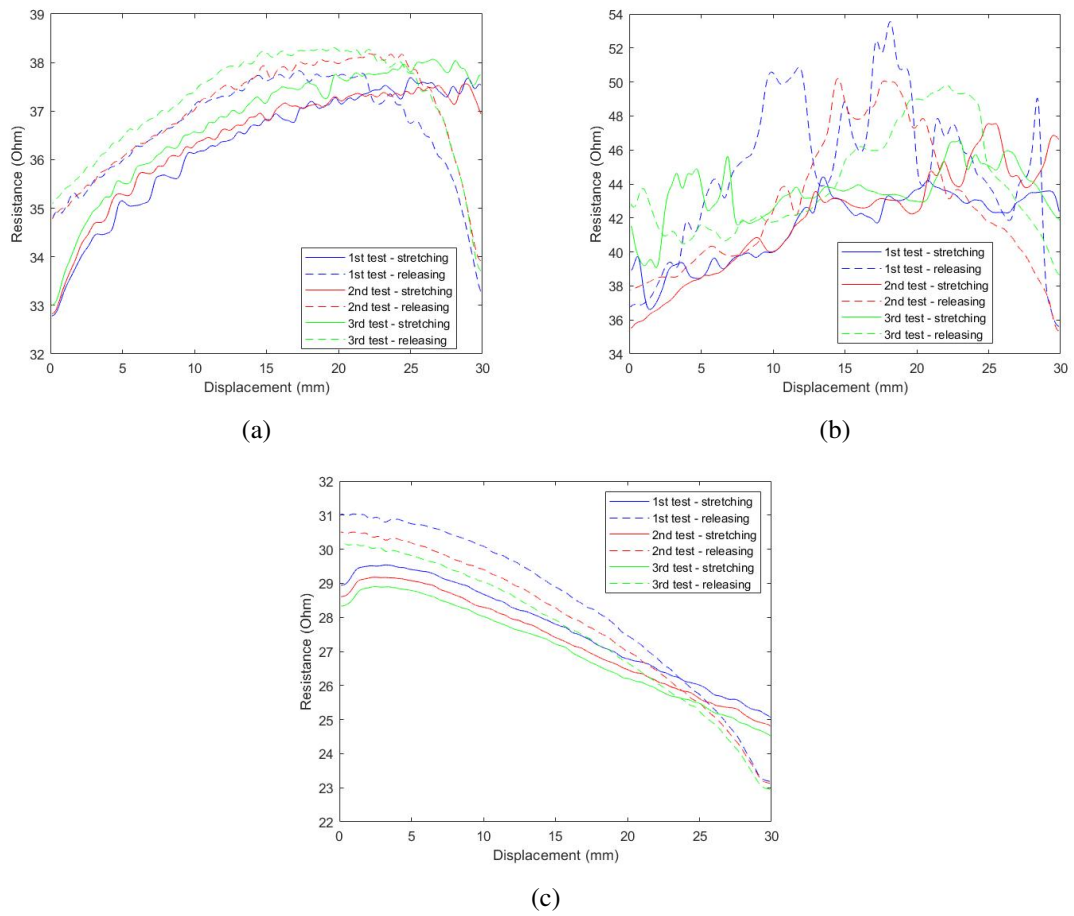 39
38
37
36
35
34
33
32
Resistance (Ohm)
1st test - stretching
1st test - releasing
2nd test - stretching
2nd test - releasing
3rd test - stretching
3rd test - releasing
0 5 10 15 20 25 30
Displacement (mm)
(a)
54
52
50
48
46
44
42
40
38
36
34
Resistance (Ohm)
1st test - stretching
1st test - releasing
2nd test - stretching
2nd test - releasing
3rd test - stretching
3rd test - releasing
0 5 10 15 20 25 30
Displacement (mm)
(b)
32
31
30
29
28
27
26
25
24
23
22
Resistance (Ohm)
1st test - stretching
1st test - releasing
2nd test - stretching
2nd test - releasing
3rd test - stretching
3rd test - releasing
0 5 10 15 20 25 30
Displacement (mm)
(c)